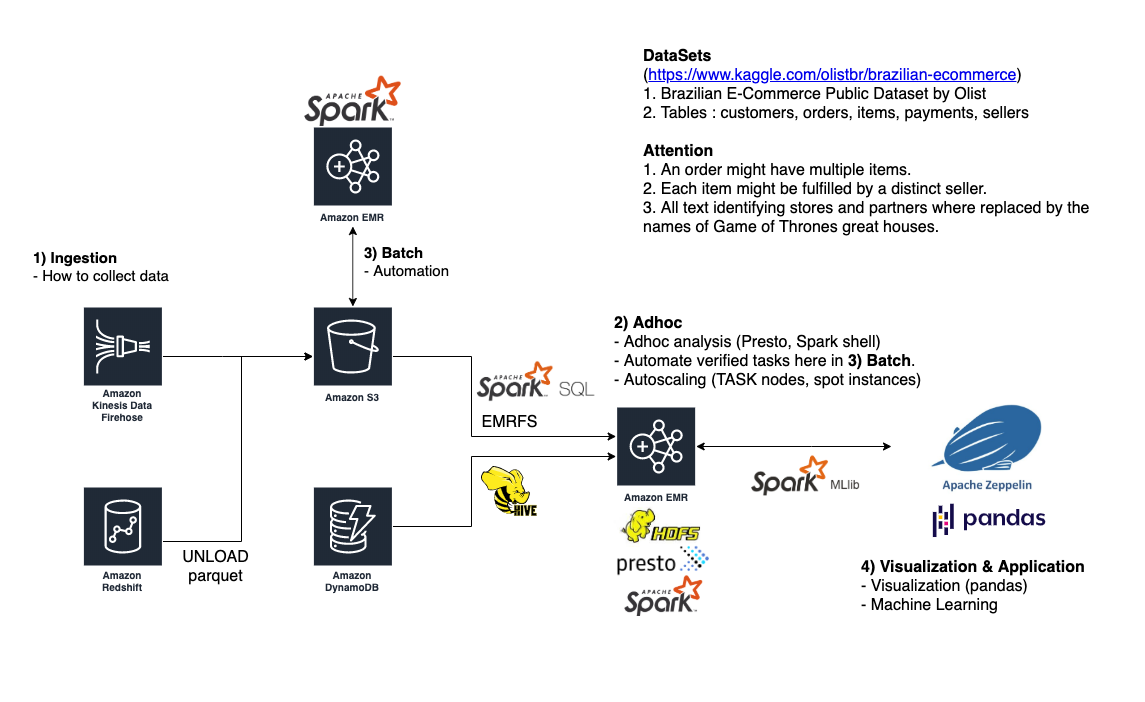 DataSets
(https://www.kaggle.com/olistbr/brazilian-ecommerce)
1. Brazilian E-Commerce Public Dataset by Olist
2. Tables : customers, orders, items, payments, sellers
Attention
1. An order might have multiple items.
2. Each item might be fulfilled by a distinct seller.
3. All text identifying stores and partners where replaced by the
names of Game of Thrones great houses.
APACHE
Spark™
Amazon EMR
3) Batch
- Automation
1) Ingestion
- How to collect data
Amazon
Kinesis Data
Firehose
Amazon S3
2) Adhoc
- Adhoc analysis (Presto, Spark shell)
- Automate verified tasks here in 3) Batch.
- Autoscaling (TASK nodes, spot instances)
APACHE
Spark SQL
EMRFS
HIVE
Amazon EMR
Spark MLlib
Apache Zeppelin
pandas
Amazon
Redshift
UNLOAD
parquet
Amazon
DynamoDB
HDFS
presto
APACHE
Spark
4) Visualization & Application
- Visualization (pandas)
- Machine Learning